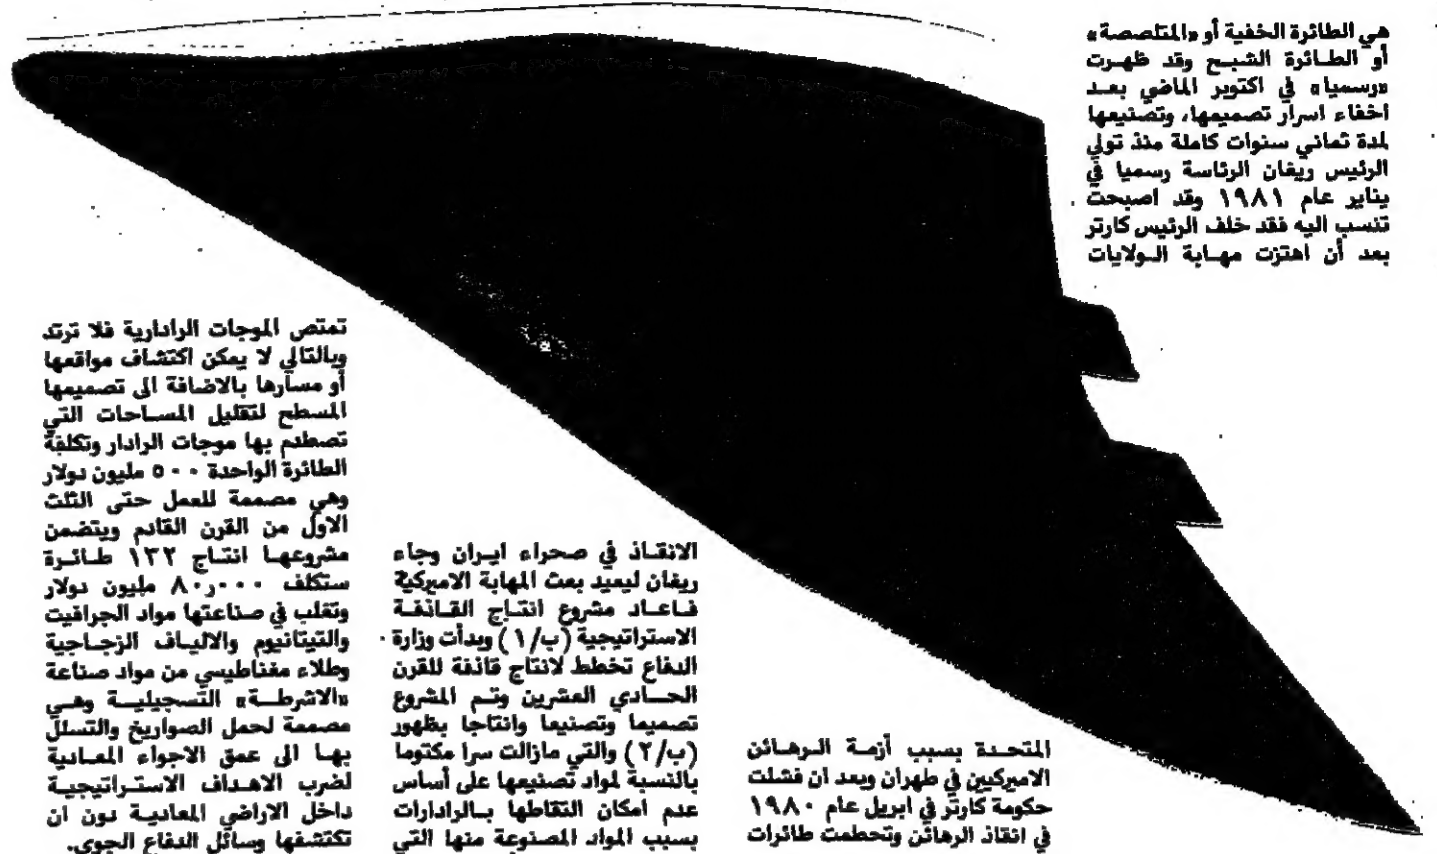 هي الطائرة الخفية أو «المتلصصة»
أو الطائرة الشبح وقد ظهرت
«رسميا» في اكتوبر الماضي بعد
اخفاء اسرار تصميمها، وتصنيعها
لمدة ثماني سنوات كاملة منذ تولي
الرئيس ريغان الرئاسة رسميا في
يناير عام ١٩٨١ وقد اصبحت
تنسب اليه فقد خلف الرئيس كارتر
بعد أن اهتزت مهابة الولايات
المتحدة بسبب أزمة الرهائن
الاميركيين في طهران وبعد ان فشلت
حكومة كارتر في ابريل عام ١٩٨٠
في انقاذ الرهائن وتحطمت طائرات
الانقاذ في صحراء ايران وجاء
ريغان ليعيد بعث المهابة الاميركية
فاعاد مشروع انتاج القاذفة
الاستراتيجية (ب/١) وبدأت وزارة
الدفاع تخطط لانتاج قاذفة للقرن
الحادي العشرين وتم المشروع
تصميما وتصنيعا وانتاجا بظهور
(ب/٢) والتي مازالت سرا مكتوما
بالنسبة لمواد تصنيعها على أساس
عدم امكان التقاطها بالرادارات
بسبب المواد المصنوعة منها التي
تمتص الموجات الرادارية فلا ترتد
وبالتالي لا يمكن اكتشاف مواقعها
أو مسارها بالاضافة الى تصميمها
المسطح لتقليل المساحات التي
تصطدم بها موجات الرادار وتكلفة
الطائرة الواحدة ٥٠٠ مليون دولار
وهي مصممة للعمل حتى الثلث
الاول من القرن القادم ويتضمن
مشروعها انتاج ١٣٢ طائرة
ستكلف ٨٠٫٠٠٠ مليون دولار
وتقلب في صناعتها مواد الجرافيت
والتيتانيوم والالياف الزجاجية
وطلاء مغناطيسي من مواد صناعة
«الاشرطة» التسجيلية وهي
مصممة لحمل الصواريخ والتسلل
بها الى عمق الاجواء المعادية
لضرب الاهداف الاستراتيجية
داخل الاراضي المعادية دون ان
تكتشفها وسائل الدفاع الجوي.